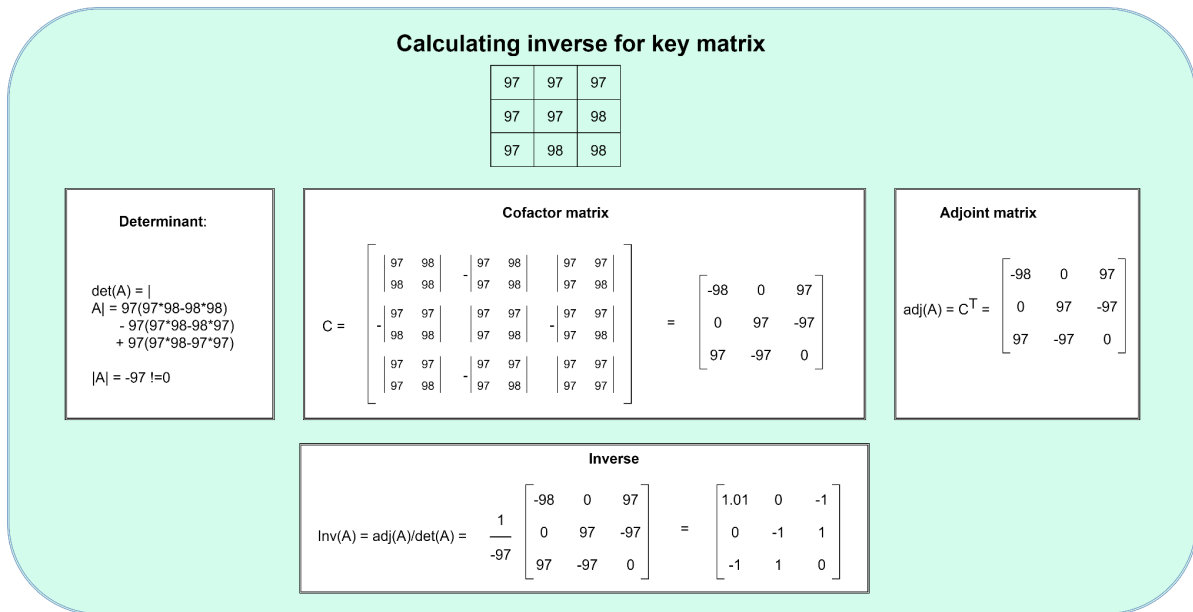 Calculating inverse for key matrix
97 97 97
97 97 98
97 98 98
Determinant:
det(A) = |
A| = 97(97*98-98*98)
- 97(97*98-98*97)
+ 97(97*98-97*97)
|A| = -97 !=0
Cofactor matrix
97 98 - 97 98 97 97
98 98 97 98 97 98
C =
- 97 97 97 97 - 97 97
98 98 97 98 97 98
97 97 - 97 97 97 97
97 98 97 98 97 97
=
-98 0 97
0 97 -97
97 -97 0
Adjoint matrix
adj(A) = C^T =
-98 0 97
0 97 -97
97 -97 0
Inverse
Inv(A) = adj(A)/det(A) =
1
-97
-98 0 97
0 97 -97
97 -97 0
=
1.01 0 -1
0 -1 1
-1 1 0